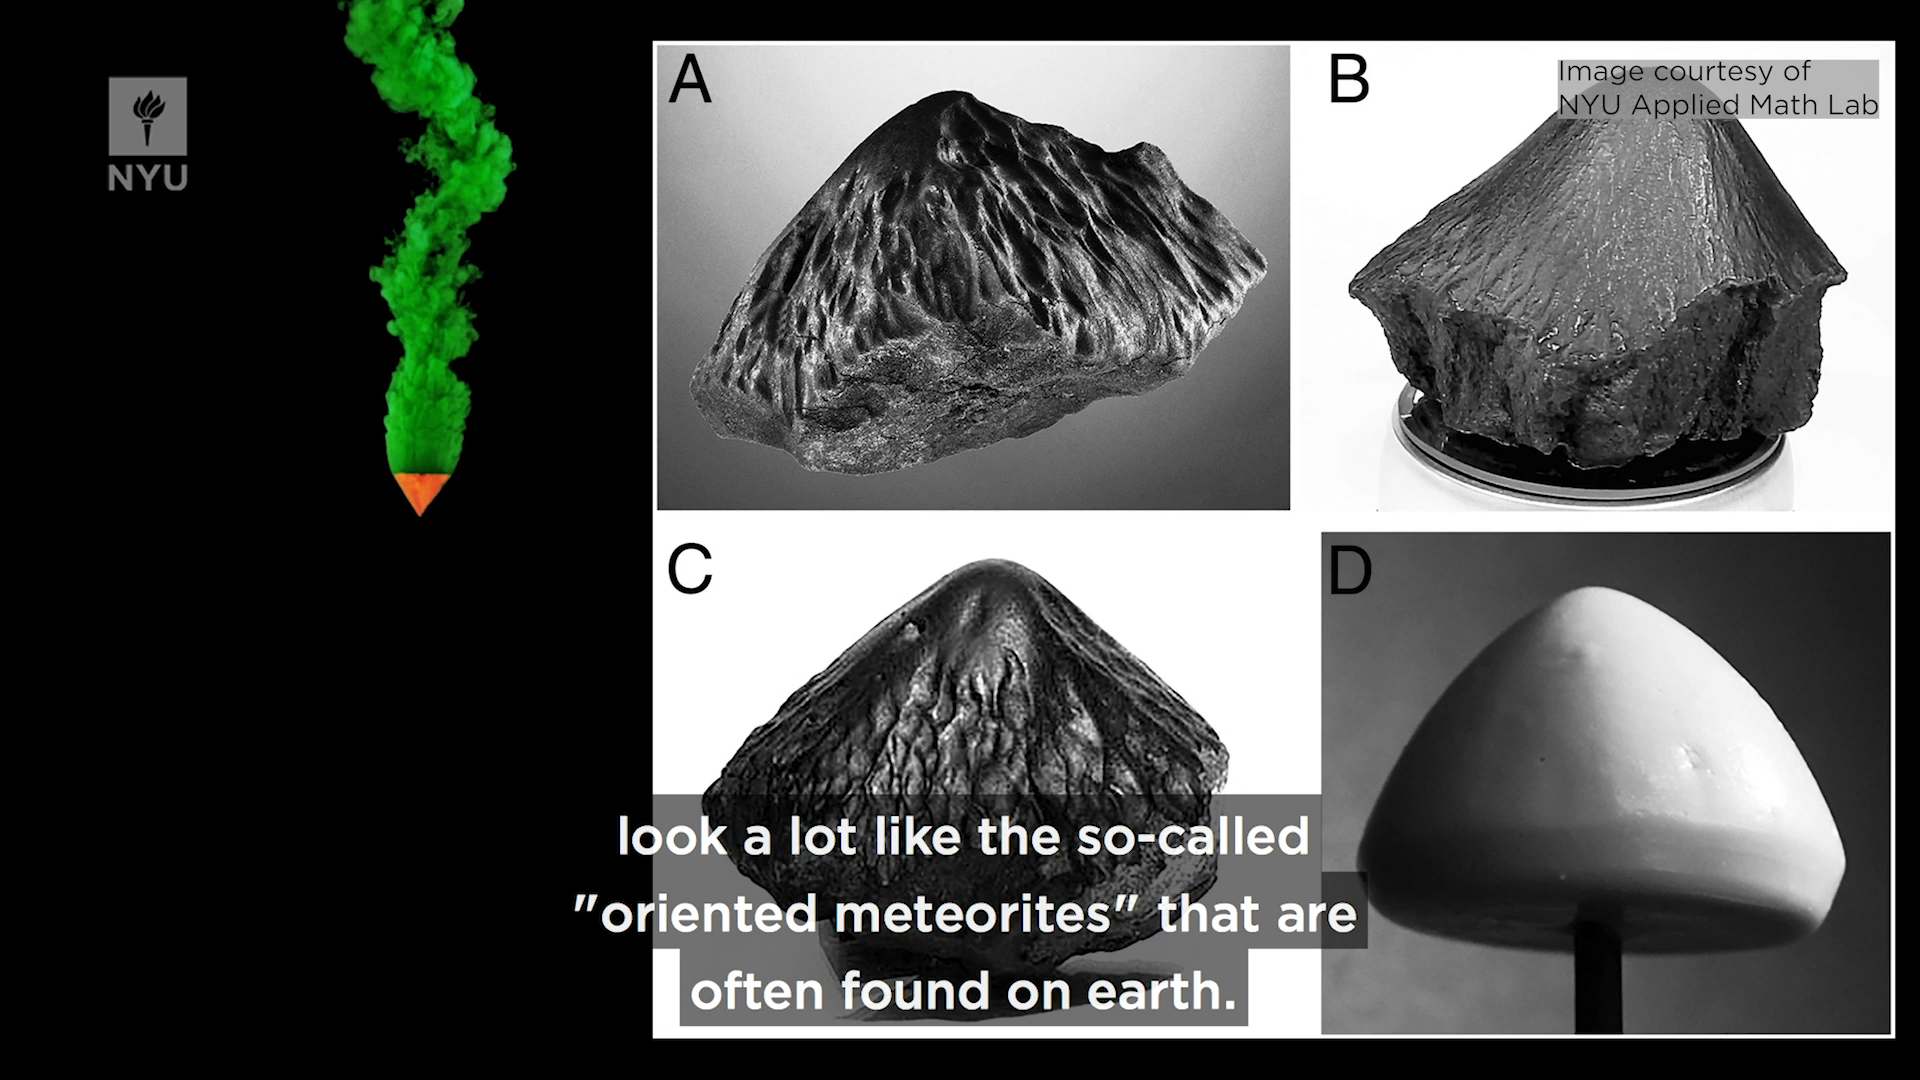 NYU
A
B
Image courtesy of
NYU Applied Math Lab
C
D
look a lot like the so-called
"oriented meteorites" that are
often found on earth.